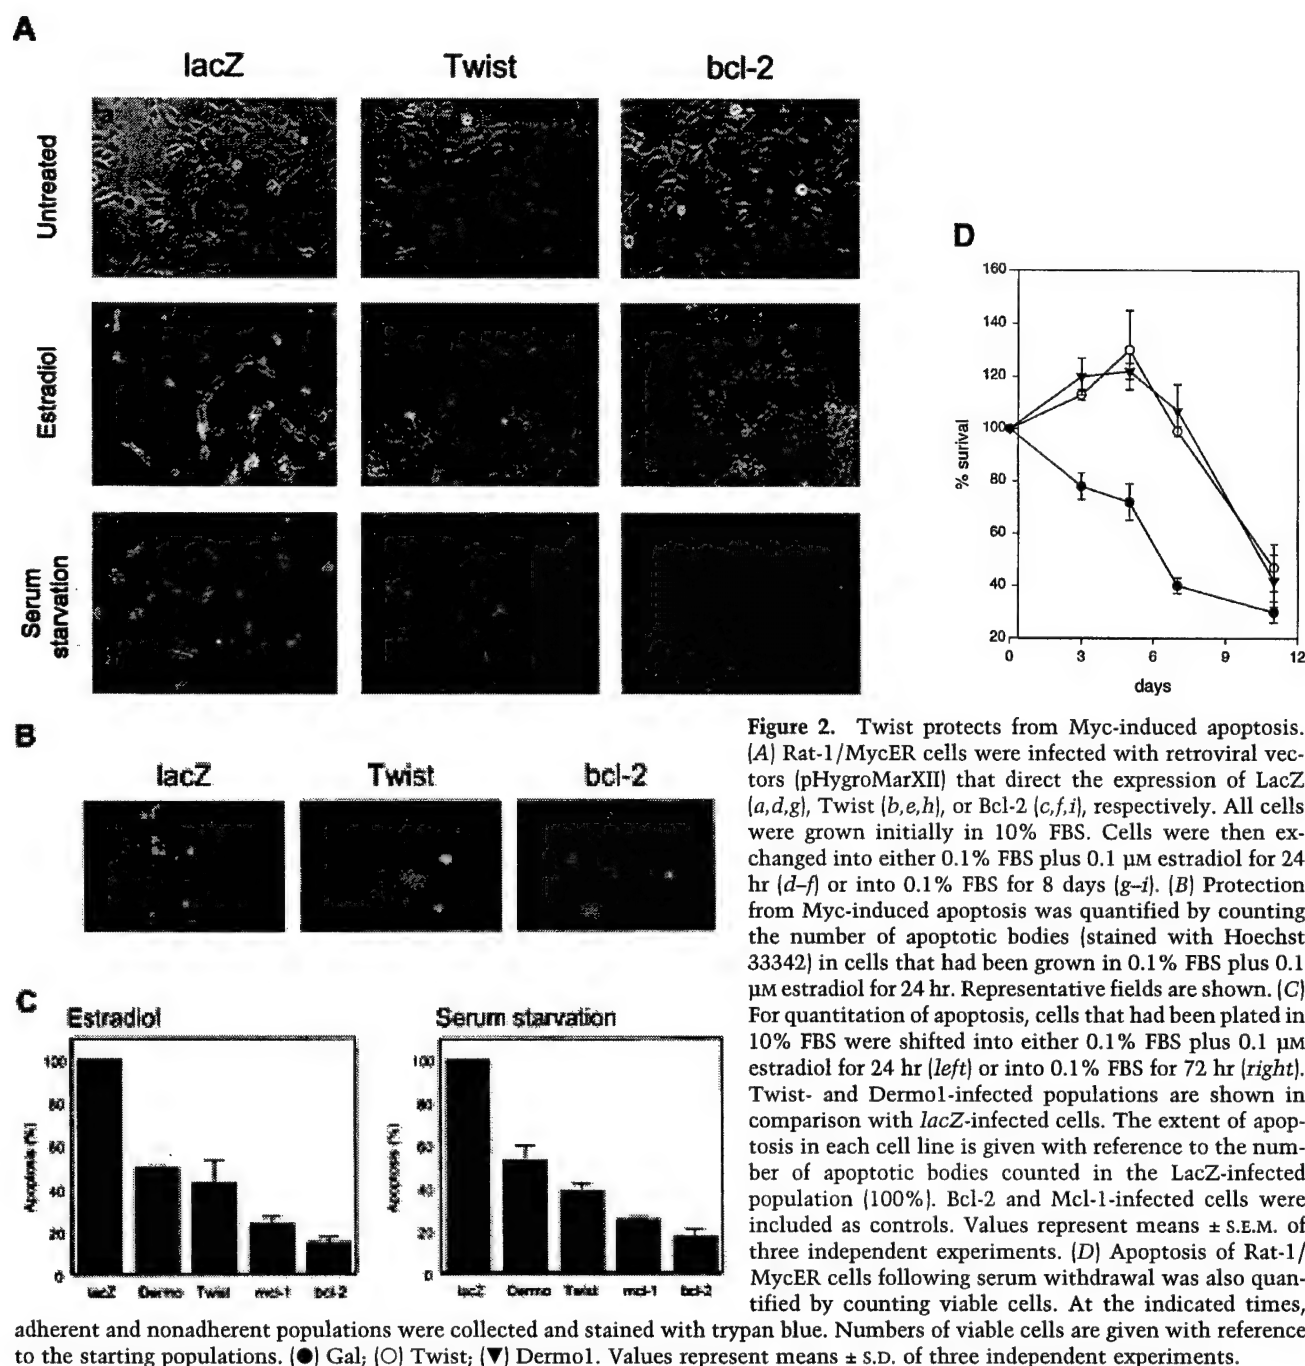 A
lacZ Twist bcl-2
Untreated
Estradiol
Serum
starvation
D
160
140
120
100
80
60
40
20
% surival
0 3 6 9 12
days
B
lacZ Twist bcl-2
C
Estradiol
Apoptosis (%)
100
80
60
40
20
0
lacZ Dermo Twist mcl-1 bcl-2
Serum starvation
Apoptosis (%)
100
80
60
40
20
0
lacZ Dermo Twist mcl-1 bcl-2
Figure 2. Twist protects from Myc-induced apoptosis.
(A) Rat-1/MycER cells were infected with retroviral vec-
tors (pHygroMarXII) that direct the expression of LacZ
(a,d,g), Twist (b,e,h), or Bcl-2 (c,f,i), respectively. All cells
were grown initially in 10% FBS. Cells were then ex-
changed into either 0.1% FBS plus 0.1 μM estradiol for 24
hr (d–f) or into 0.1% FBS for 8 days (g–i). (B) Protection
from Myc-induced apoptosis was quantified by counting
the number of apoptotic bodies (stained with Hoechst
33342) in cells that had been grown in 0.1% FBS plus 0.1
μM estradiol for 24 hr. Representative fields are shown. (C)
For quantitation of apoptosis, cells that had been plated in
10% FBS were shifted into either 0.1% FBS plus 0.1 μM
estradiol for 24 hr (left) or into 0.1% FBS for 72 hr (right).
Twist- and Dermo1-infected populations are shown in
comparison with lacZ-infected cells. The extent of apop-
tosis in each cell line is given with reference to the num-
ber of apoptotic bodies counted in the LacZ-infected
population (100%). Bcl-2 and Mcl-1-infected cells were
included as controls. Values represent means ± S.E.M. of
three independent experiments. (D) Apoptosis of Rat-1/
MycER cells following serum withdrawal was also quan-
tified by counting viable cells. At the indicated times,
adherent and nonadherent populations were collected and stained with trypan blue. Numbers of viable cells are given with reference
to the starting populations. (●) Gal; (○) Twist; (▼) Dermo1. Values represent means ± S.D. of three independent experiments.